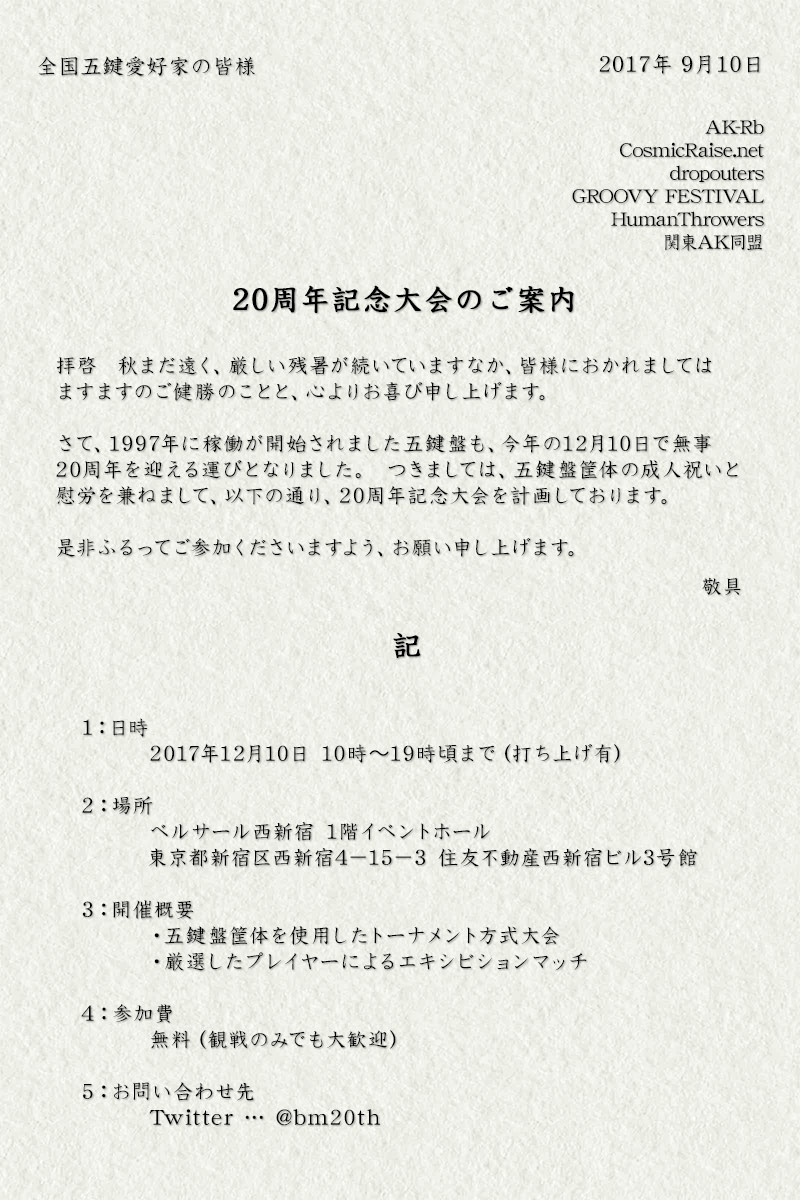 全国五鍵愛好家の皆様
2017年 9月10日
AK-Rb
CosmicRaise.net
dropouters
GROOVY FESTIVAL
HumanThrowers
関東AK同盟
20周年記念大会のご案内
拝啓　秋まだ遠く、厳しい残暑が続いていますなか、皆様におかれましては
ますますのご健勝のことと、心よりお喜び申し上げます。
さて、1997年に稼働が開始されました五鍵盤も、今年の12月10日で無事
20周年を迎える運びとなりました。　つきましては、五鍵盤筐体の成人祝いと
慰労を兼ねまして、以下の通り、20周年記念大会を計画しております。
是非ふるってご参加くださいますよう、お願い申し上げます。
敬具
記
1：日時
2017年12月10日 10時〜19時頃まで (打ち上げ有)
2：場所
ベルサール西新宿 1階イベントホール
東京都新宿区西新宿4−15−3 住友不動産西新宿ビル3号館
3：開催概要
・五鍵盤筐体を使用したトーナメント方式大会
・厳選したプレイヤーによるエキシビションマッチ
4：参加費
無料 (観戦のみでも大歓迎)
5：お問い合わせ先
Twitter … @bm20th